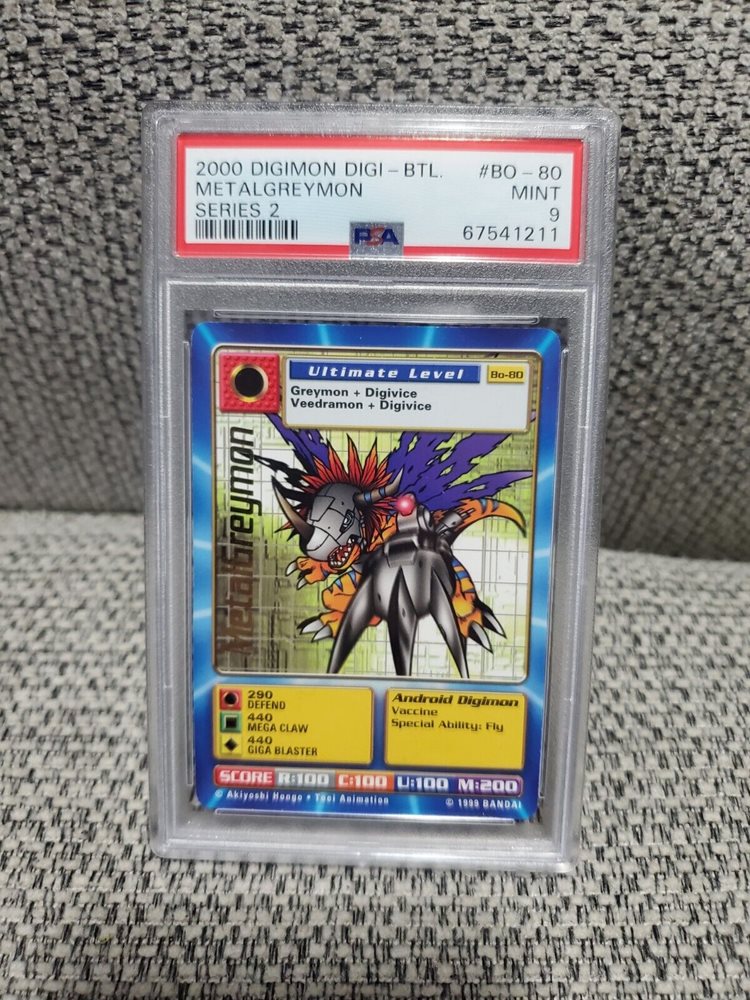 2000 DIGIMON DIGI-BTL. #BO-80
METALGREYMON MINT
SERIES 2 9
PSA 67541211
Ultimate Level Bo-80
Greymon + Digivice
Veedramon + Digivice
MetalGreymon
290
DEFEND
440
MEGA CLAW
440
GIGA BLASTER
Android Digimon
Vaccine
Special Ability: Fly
SCORE R:100 C:100 U:100 M:200
© Akiyoshi Hongo • Toei Animation © 1999 BANDAI